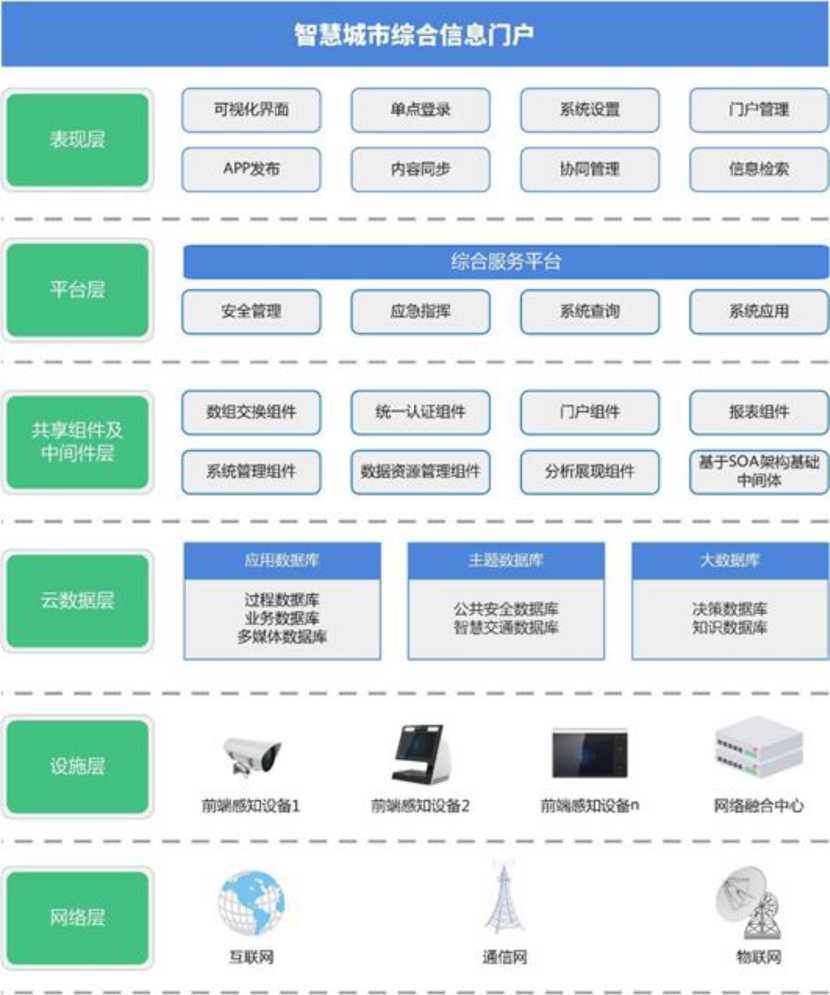 智慧城市综合信息门户
表现层
可视化界面
单点登录
系统设置
门户管理
APP发布
内容同步
协同管理
信息检索
平台层
综合服务平台
安全管理
应急指挥
系统查询
系统应用
共享组件及
中间件层
数组交换组件
统一认证组件
门户组件
报表组件
系统管理组件
数据资源管理组件
分析展现组件
基于SOA架构基础
中间体
云数据层
应用数据库
过程数据库
业务数据库
多媒体数据库
主题数据库
公共安全数据库
智慧交通数据库
大数据库
决策数据库
知识数据库
设施层
前端感知设备1
前端感知设备2
前端感知设备n
网络融合中心
网络层
互联网
通信网
物联网